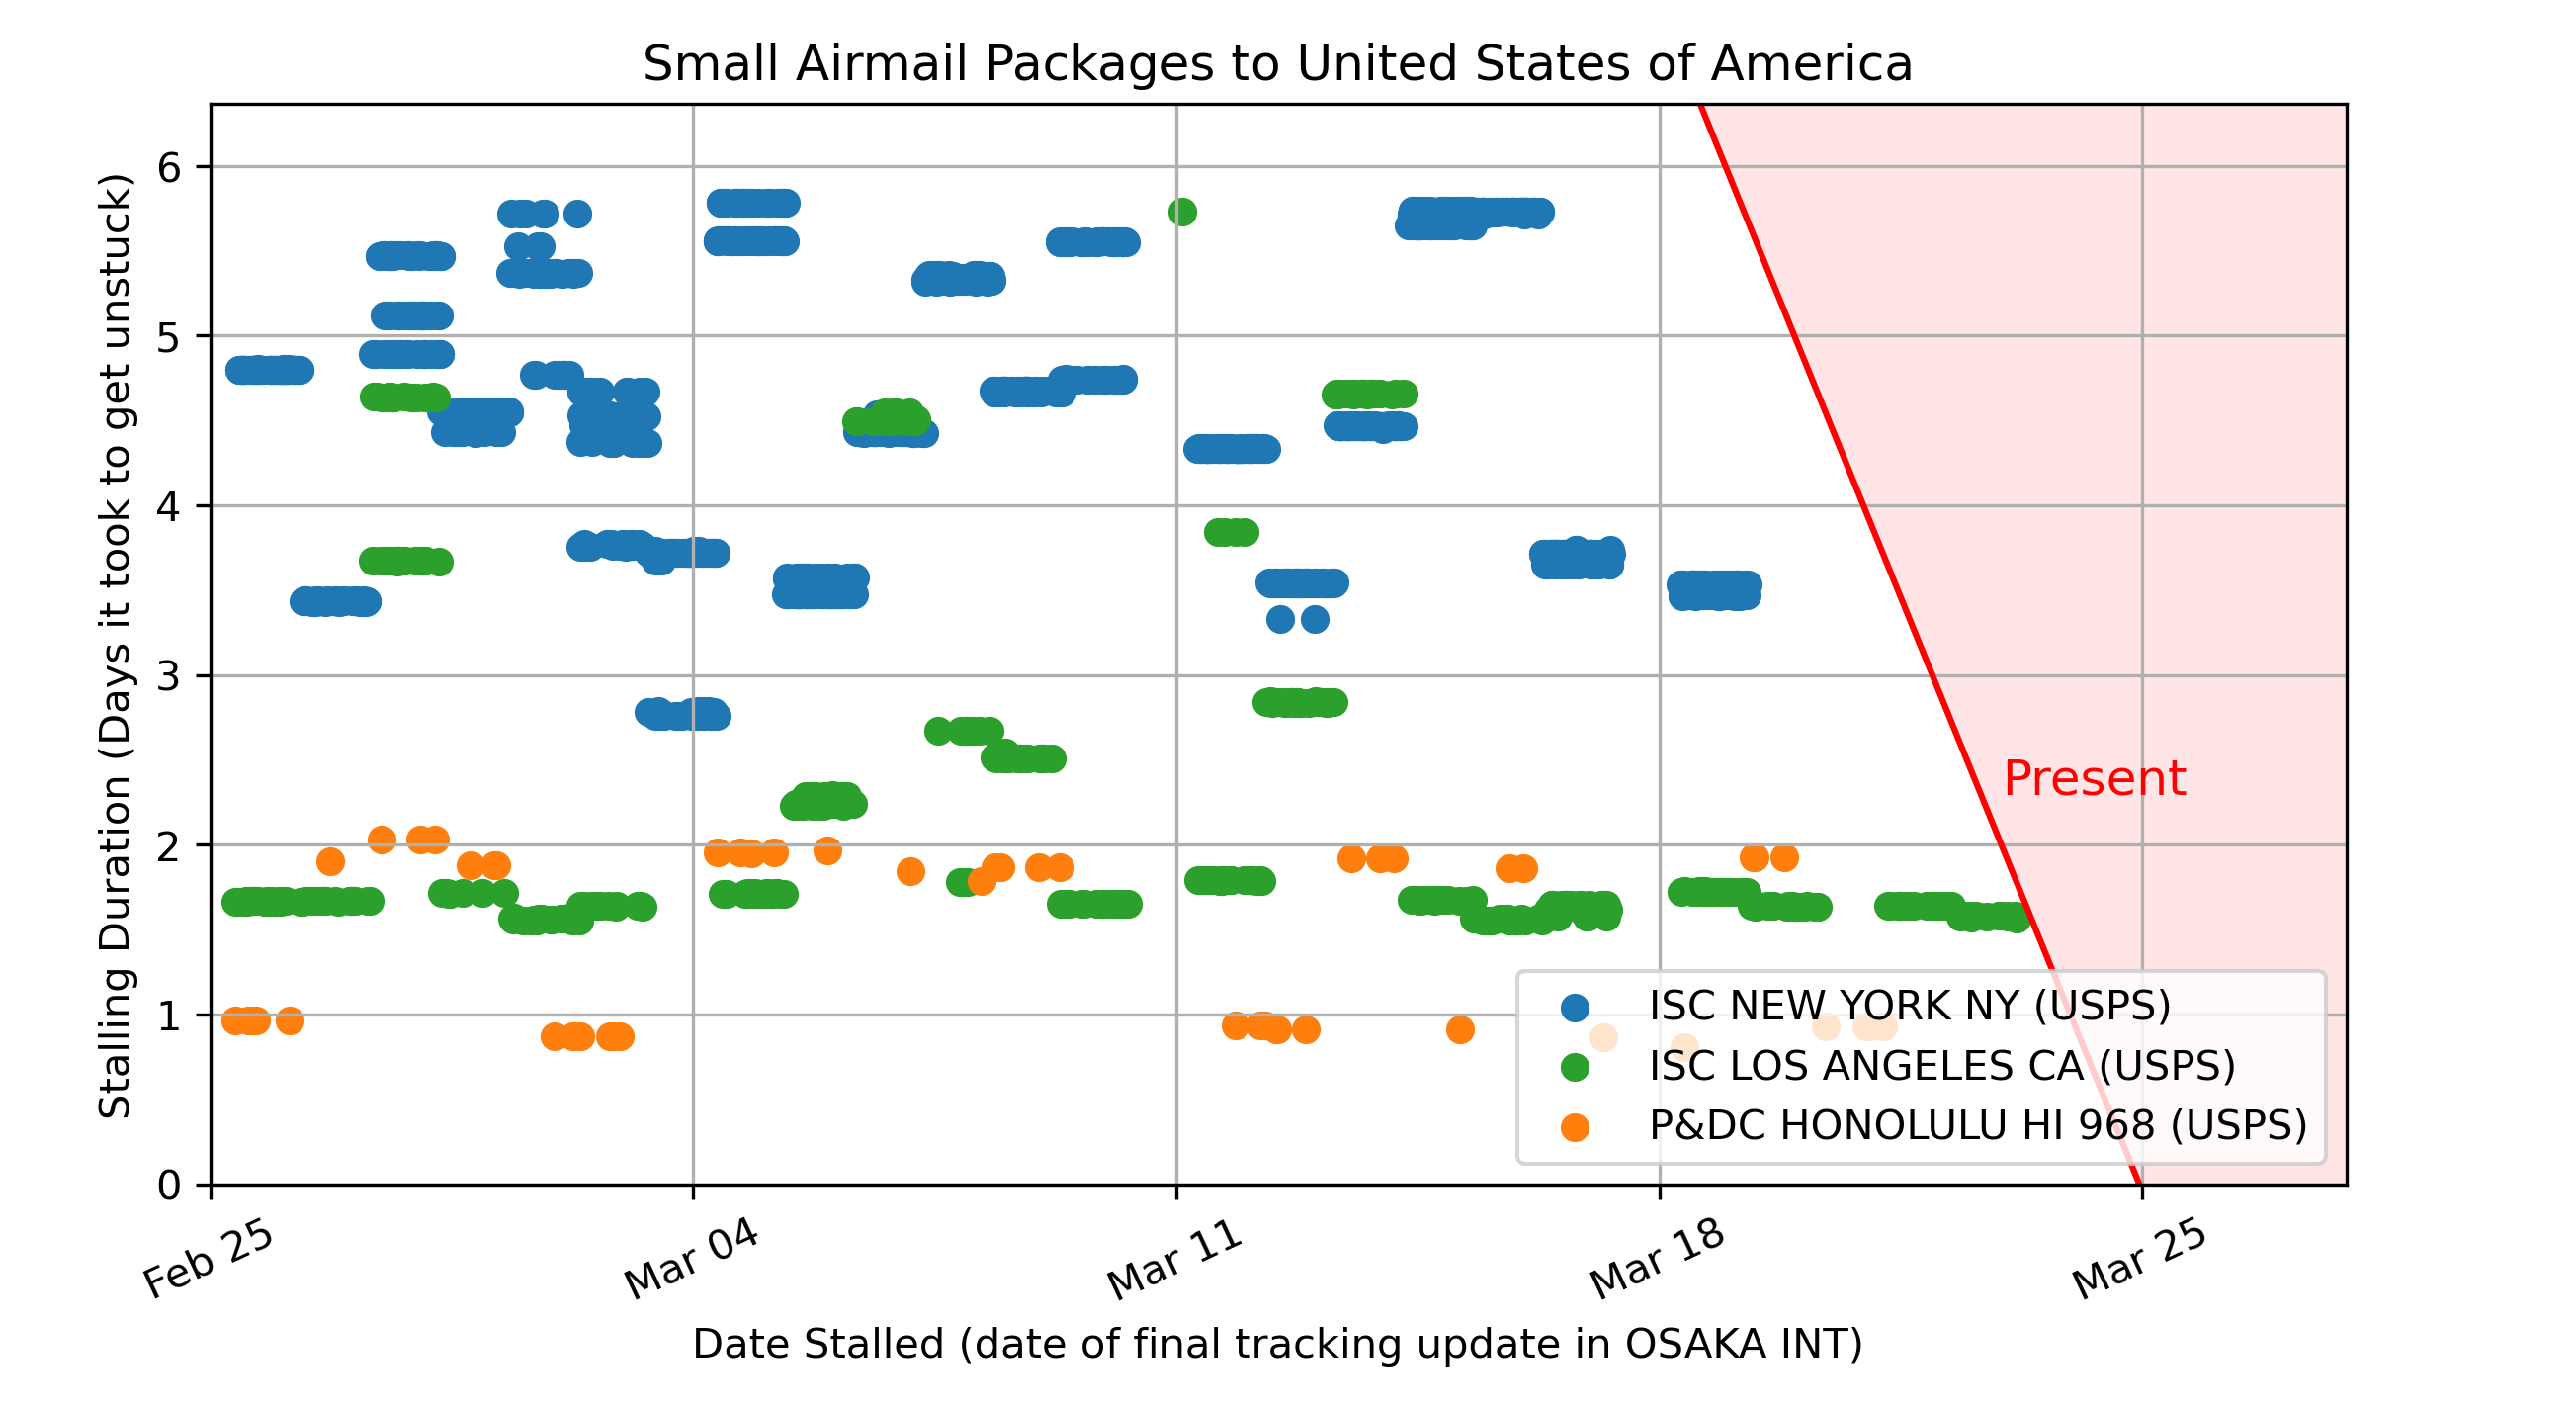 Small Airmail Packages to United States of America
Stalling Duration (Days it took to get unstuck)
6
5
4
3
2
1
0
Present
ISC NEW YORK NY (USPS)
ISC LOS ANGELES CA (USPS)
P&DC HONOLULU HI 968 (USPS)
Feb 25
Mar 04
Mar 11
Mar 18
Mar 25
Date Stalled (date of final tracking update in OSAKA INT)